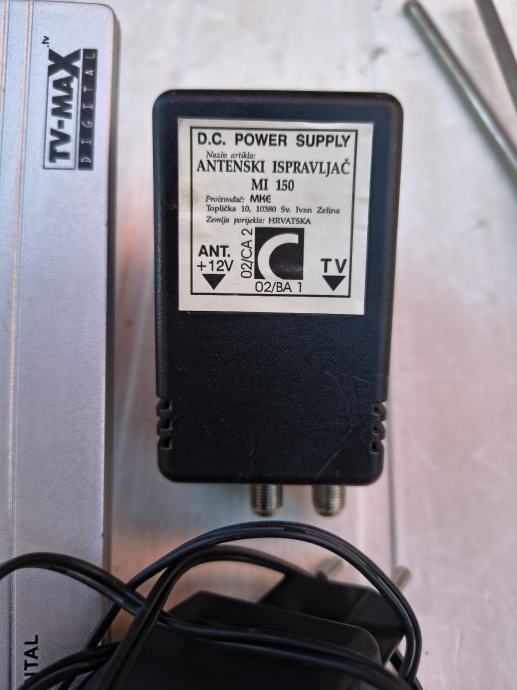 TV-MAX.tv
DIGITAL
D.C. POWER SUPPLY
Naziv artikla:
ANTENSKI ISPRAVLJAČ
MI 150
Proizvođač: MKE
Toplička 10, 10380 Sv. Ivan Zelina
Zemlja porijekla: HRVATSKA
ANT.
+12V
02/CA 2
C
02/BA 1
TV
ITAL